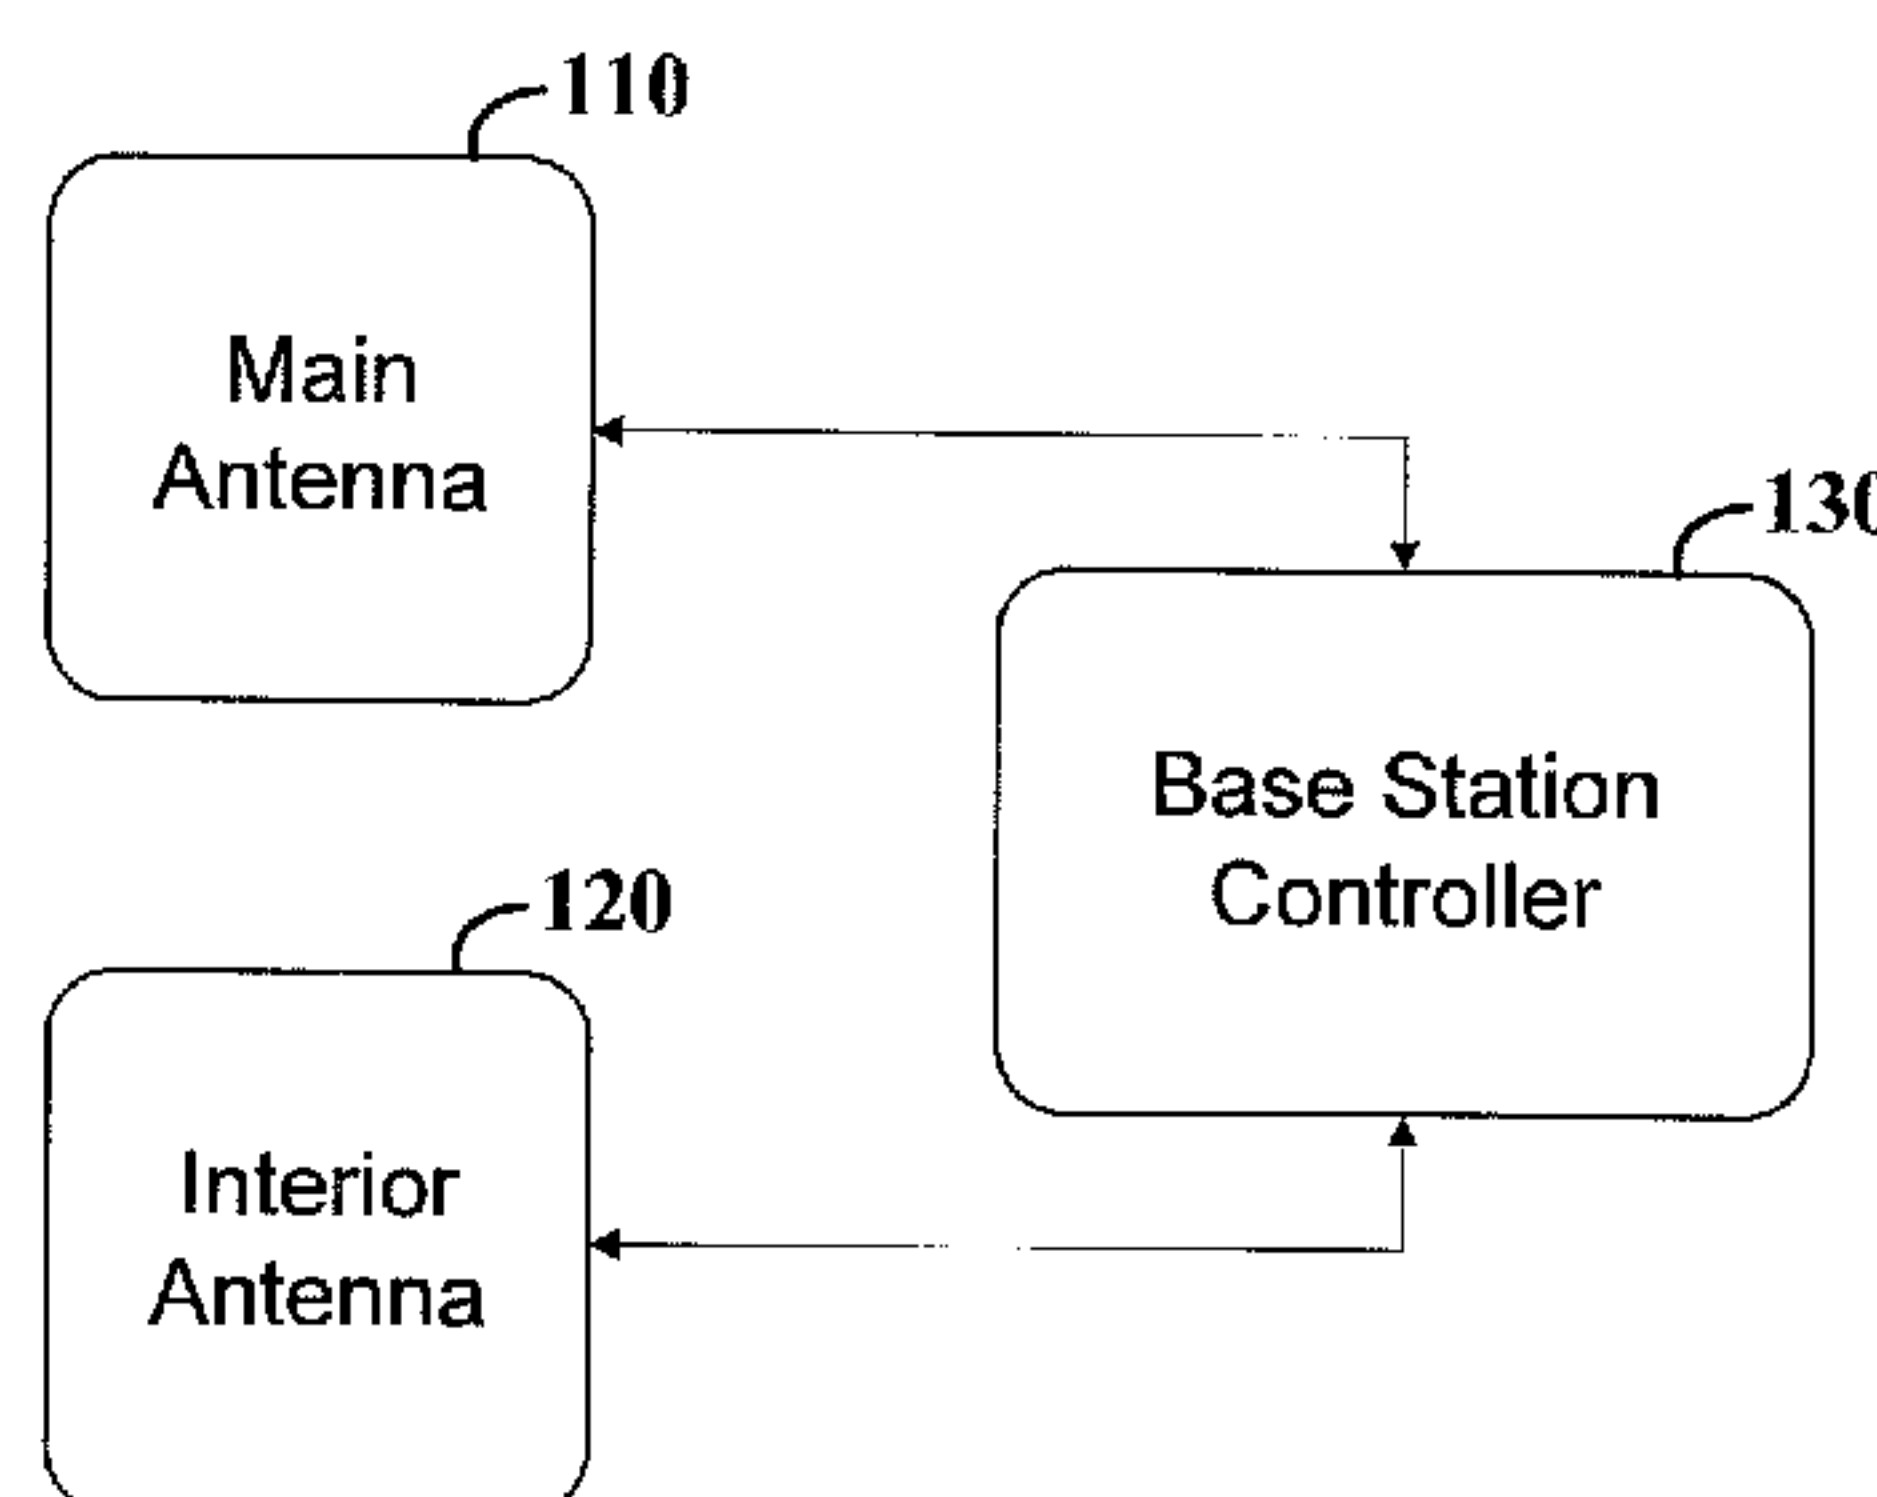 110
Main
Antenna
130
Base Station
Controller
120
Interior
Antenna